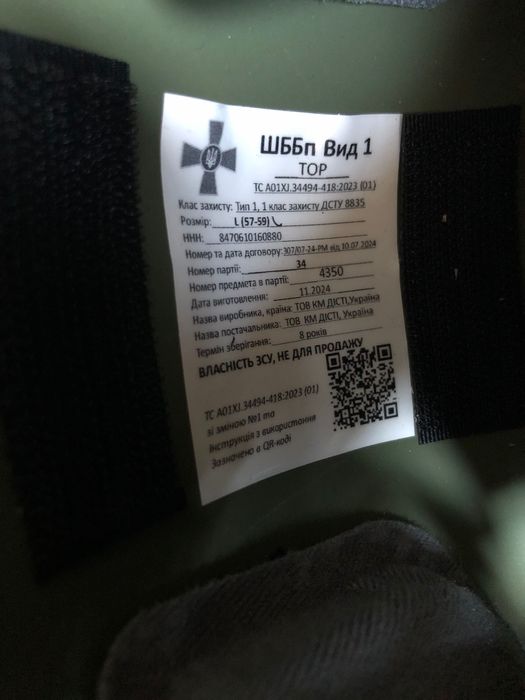 ШББп Вид 1
ТОР
ТС А01XJ.34494-418:2023 (01)
Клас захисту: Тип 1, 1 клас захисту ДСТУ 8835
Розмір: L (57-59)
ННН: 8470610160880
Номер та дата договору: 307/07-24-РМ від 10.07.2024
Номер партії: 34
Номер предмета в партії: 4350
Дата виготовлення: 11.2024
Назва виробника, країна: ТОВ КМ ДІСТІ, Україна
Назва постачальника: ТОВ КМ ДІСТІ, Україна
Термін зберігання: 8 років
ВЛАСНІСТЬ ЗСУ, НЕ ДЛЯ ПРОДАЖУ
ТС А01XJ.34494-418:2023 (01)
зі зміною №1 та
Інструкція з використання
Зазначено в QR-коді